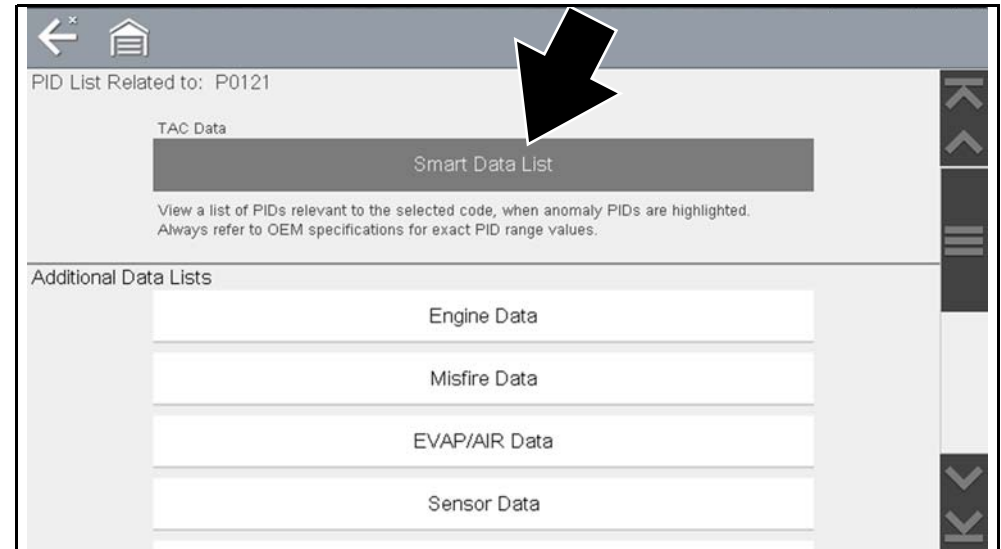 PID List Related to: P0121
TAC Data
Smart Data List
View a list of PIDs relevant to the selected code, when anomaly PIDs are highlighted.
Always refer to OEM specifications for exact PID range values.
Additional Data Lists
Engine Data
Misfire Data
EVAP/AIR Data
Sensor Data